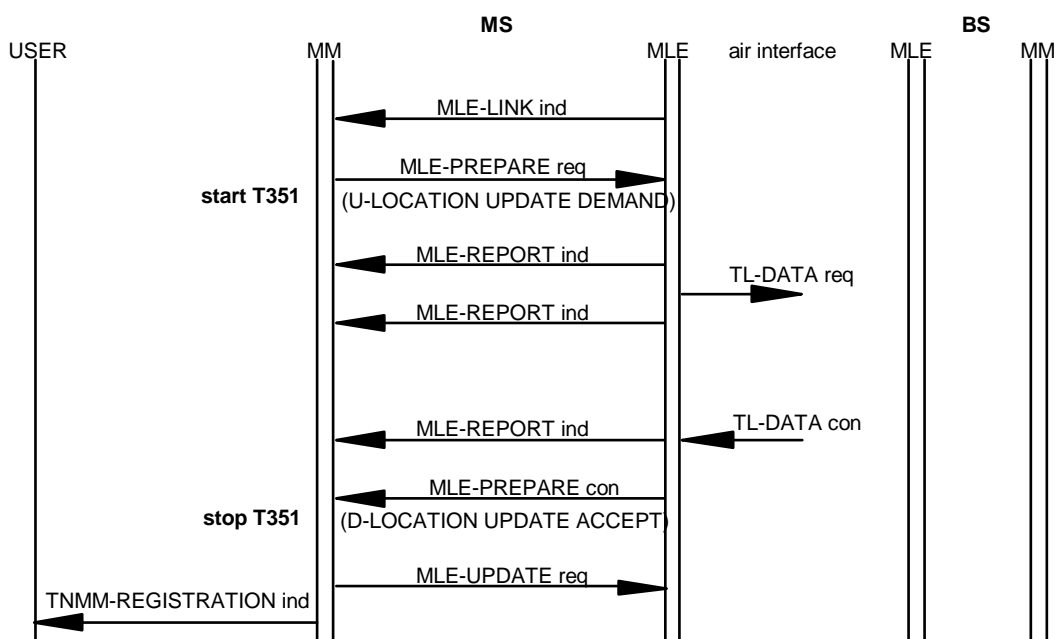 MS BS
USER MM MLE air interface MLE MM
MLE-LINK ind
MLE-PREPARE req
start T351 (U-LOCATION UPDATE DEMAND)
MLE-REPORT ind
TL-DATA req
MLE-REPORT ind
MLE-REPORT ind TL-DATA con
MLE-PREPARE con
stop T351 (D-LOCATION UPDATE ACCEPT)
MLE-UPDATE req
TNMM-REGISTRATION ind